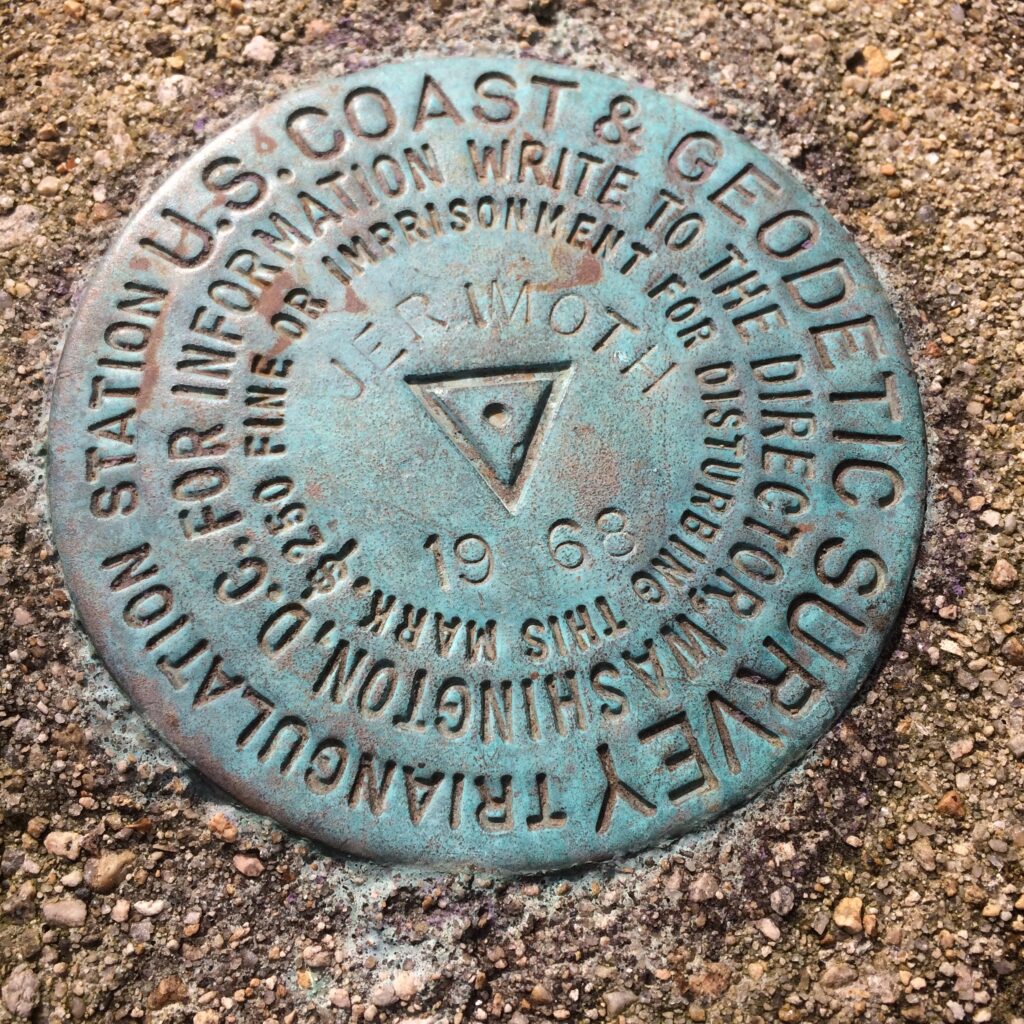 U.S. COAST & GEODETIC SURVEY
TRIANGULATION STATION
FOR INFORMATION WRITE TO THE DIRECTOR, WASHINGTON, D.C.
$250 FINE OR IMPRISONMENT FOR DISTURBING THIS MARK.
JERIMOTH
1968